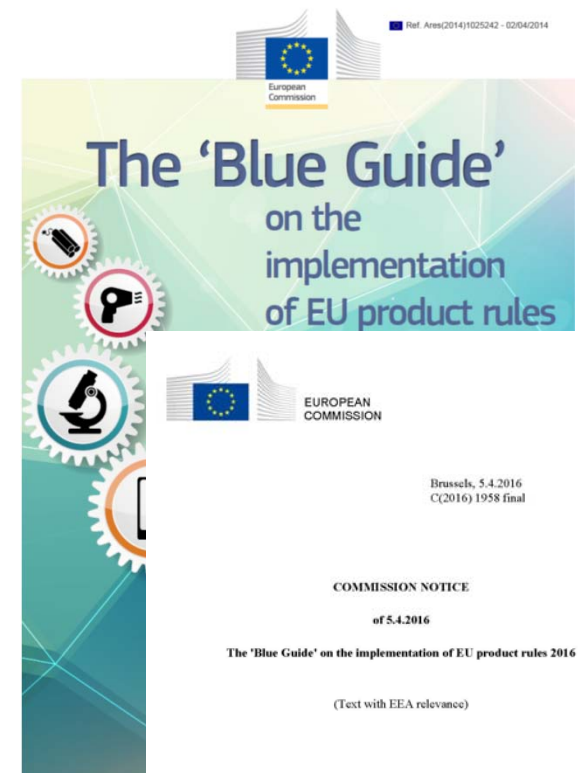 Ref. Ares(2014)1025242 - 02/04/2014
European
Commission
The ‘Blue Guide’
on the
implementation
of EU product rules
EUROPEAN
COMMISSION
Brussels, 5.4.2016
C(2016) 1958 final
COMMISSION NOTICE
of 5.4.2016
The 'Blue Guide' on the implementation of EU product rules 2016
(Text with EEA relevance)